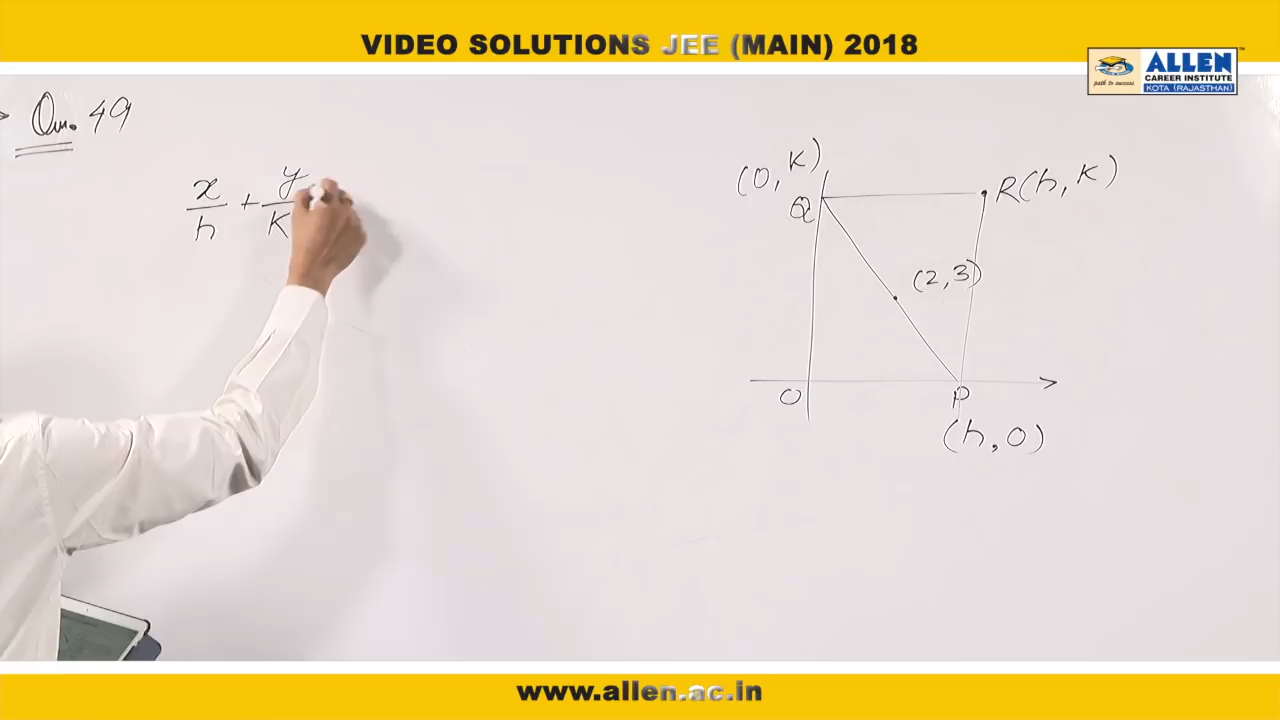 VIDEO SOLUTIONS JEE (MAIN) 2018
ALLEN
CAREER INSTITUTE
KOTA (RAJASTHAN)
path to success
Qu. 49
x/h + y/K
(0, K)
Q
R(h, K)
(2, 3)
O
P
(h, 0)
www.allen.ac.in